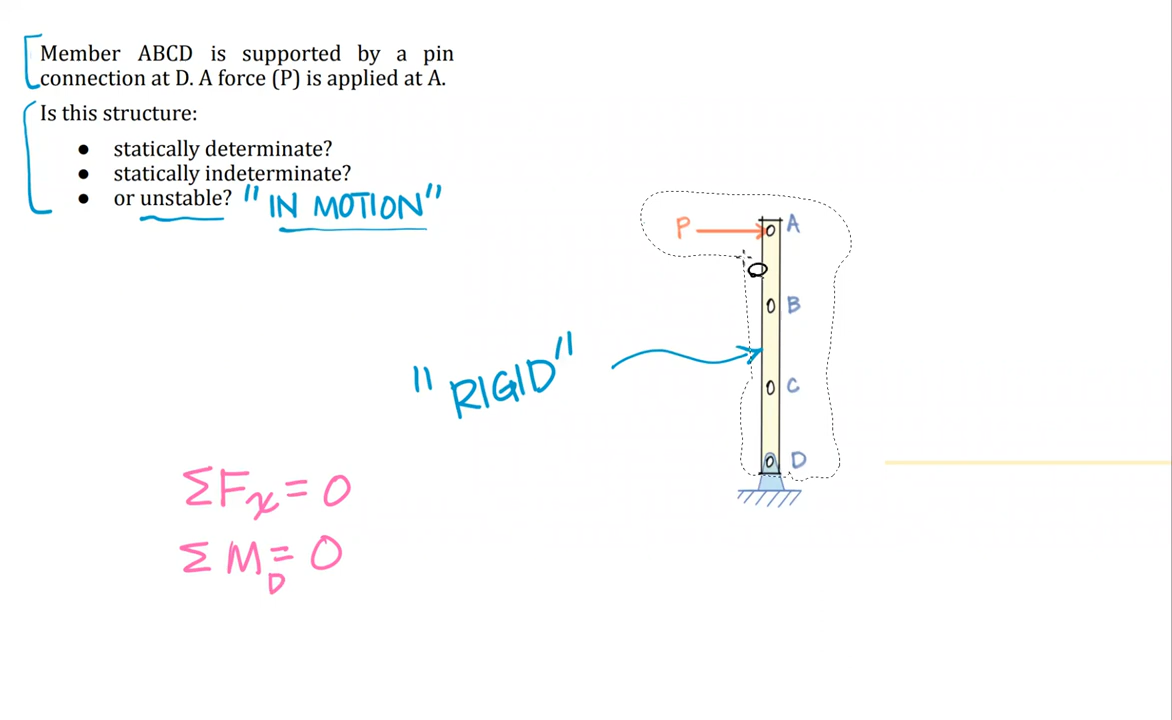 Member ABCD is supported by a pin
connection at D. A force (P) is applied at A.
Is this structure:
● statically determinate?
● statically indeterminate?
● or unstable? "IN MOTION"
P A
B
"RIGID"
C
D
ΣFx = 0
ΣM_D = 0